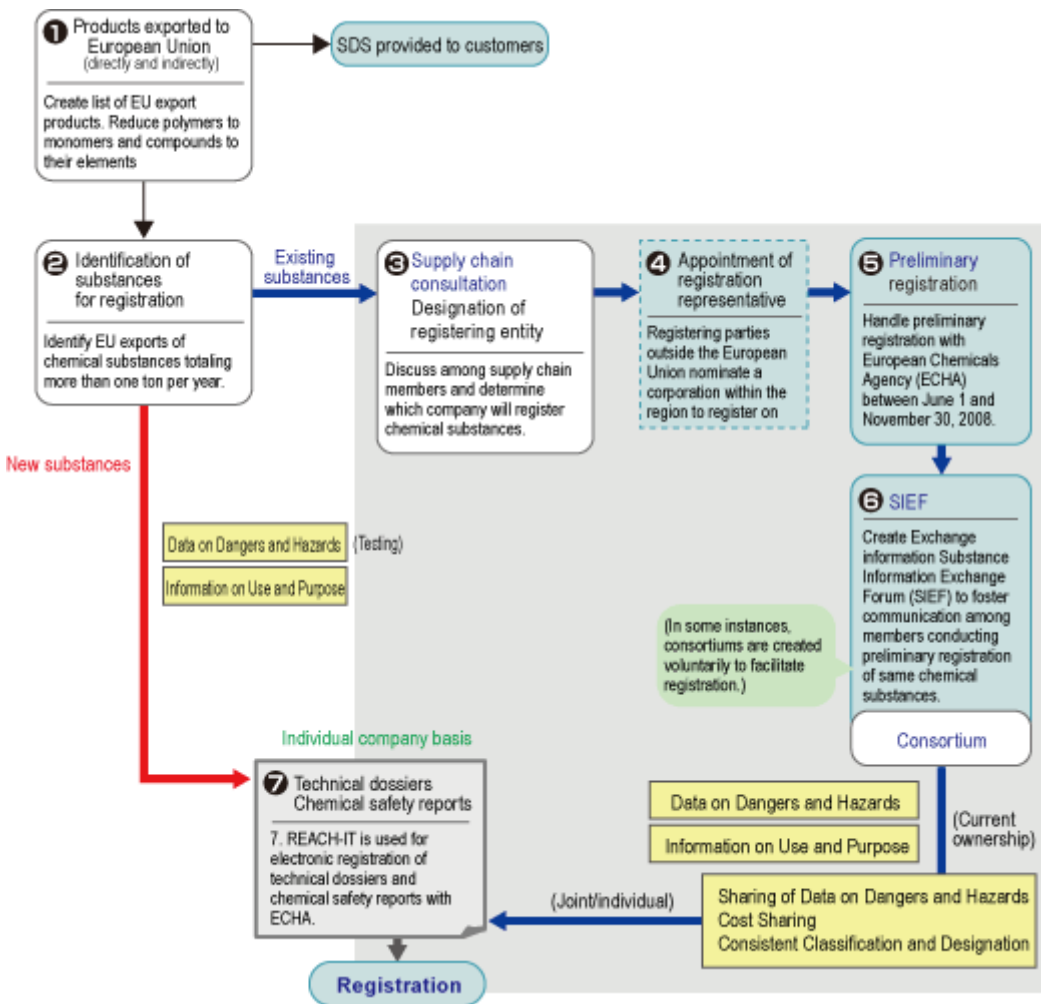 ❶ Products exported to
European Union
(directly and indirectly)
Create list of EU export
products. Reduce polymers to
monomers and compounds to
their elements
SDS provided to customers
❷ Identification of
substances
for registration
Identify EU exports of
chemical substances totaling
more than one ton per year.
Existing
substances
❸ Supply chain
consultation
Designation of
registering entity
Discuss among supply chain
members and determine
which company will register
chemical substances.
❹ Appointment of
registration
representative
Registering parties
outside the European
Union nominate a
corporation within the
region to register on
❺ Preliminary
registration
Handle preliminary
registration with
European Chemicals
Agency (ECHA)
between June 1 and
November 30, 2008.
New substances
Data on Dangers and Hazards (Testing)
Information on Use and Purpose
❻ SIEF
Create Exchange
information Substance
Information Exchange
Forum (SIEF) to foster
communication among
members conducting
preliminary registration
of same chemical
substances.
(In some instances,
consortiums are created
voluntarily to facilitate
registration.)
Consortium
Individual company basis
❼ Technical dossiers
Chemical safety reports
7. REACH-IT is used for
electronic registration of
technical dossiers and
chemical safety reports with
ECHA.
Data on Dangers and Hazards
Information on Use and Purpose
(Current
ownership)
(Joint/individual)
Sharing of Data on Dangers and Hazards
Cost Sharing
Consistent Classification and Designation
Registration